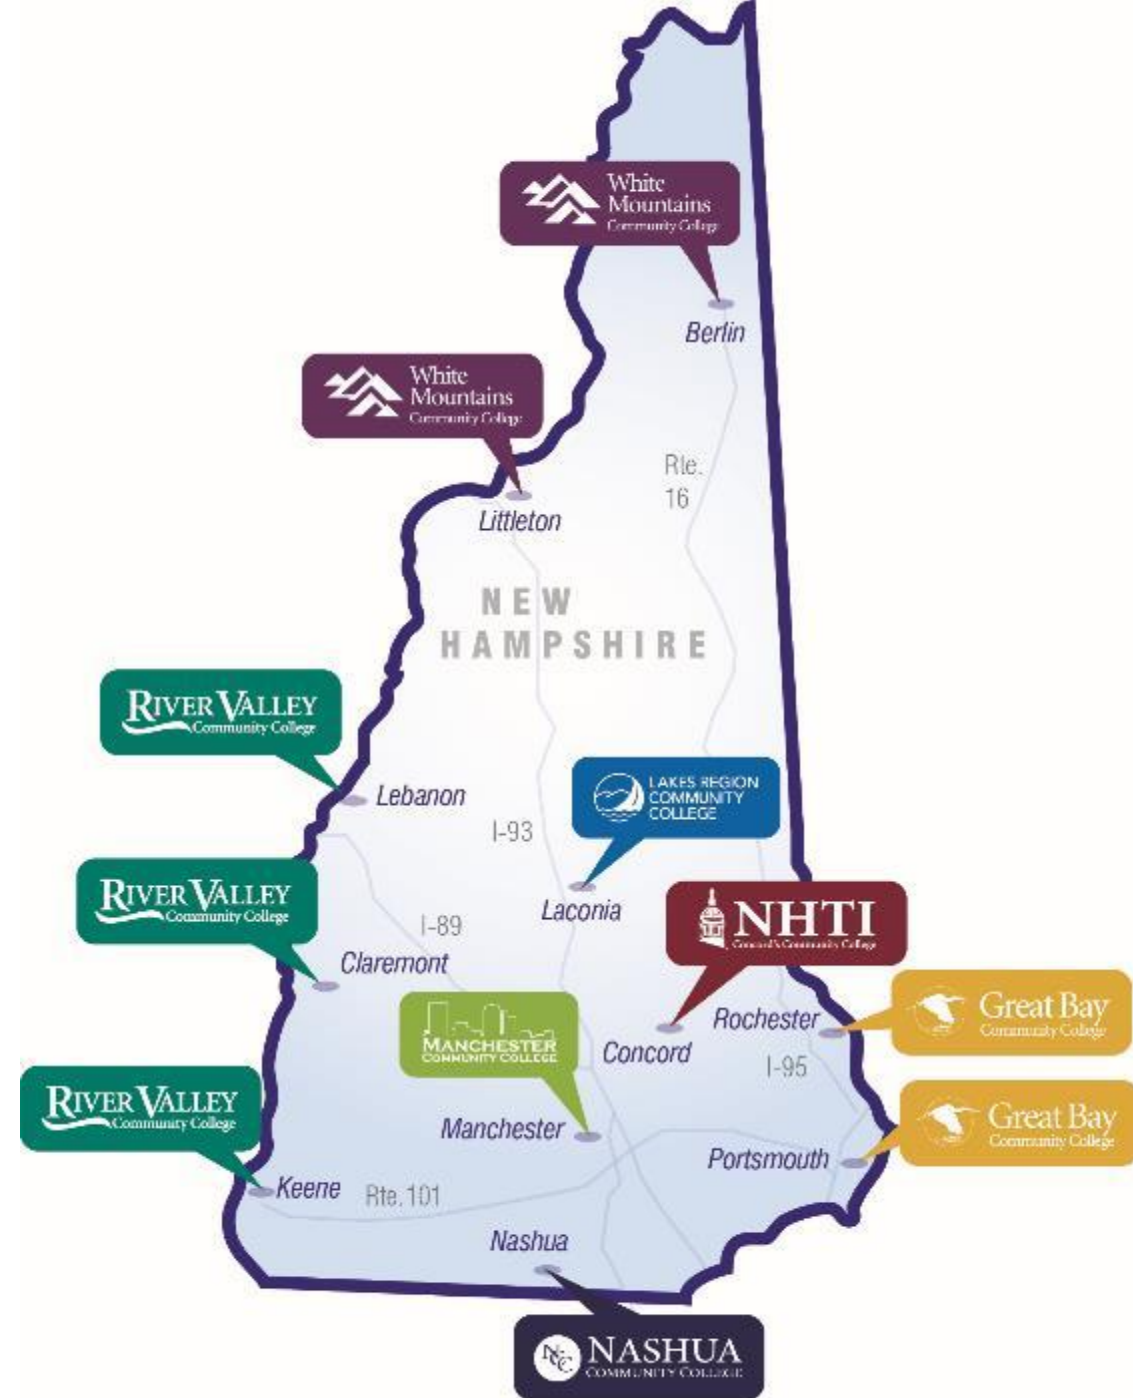 White
Mountains
Community College
Berlin
White
Mountains
Community College
Rte.
16
Littleton
NEW
HAMPSHIRE
RIVER VALLEY
Community College
Lebanon
LAKES REGION
COMMUNITY
COLLEGE
I-93
RIVER VALLEY
Community College
Laconia
NHTI
Concord's Community College
I-89
Claremont
MANCHESTER
COMMUNITY COLLEGE
Rochester
Great Bay
Community College
Concord
I-95
RIVER VALLEY
Community College
Manchester
Great Bay
Community College
Portsmouth
Keene
Rte. 101
Nashua
NCC
NASHUA
COMMUNITY COLLEGE